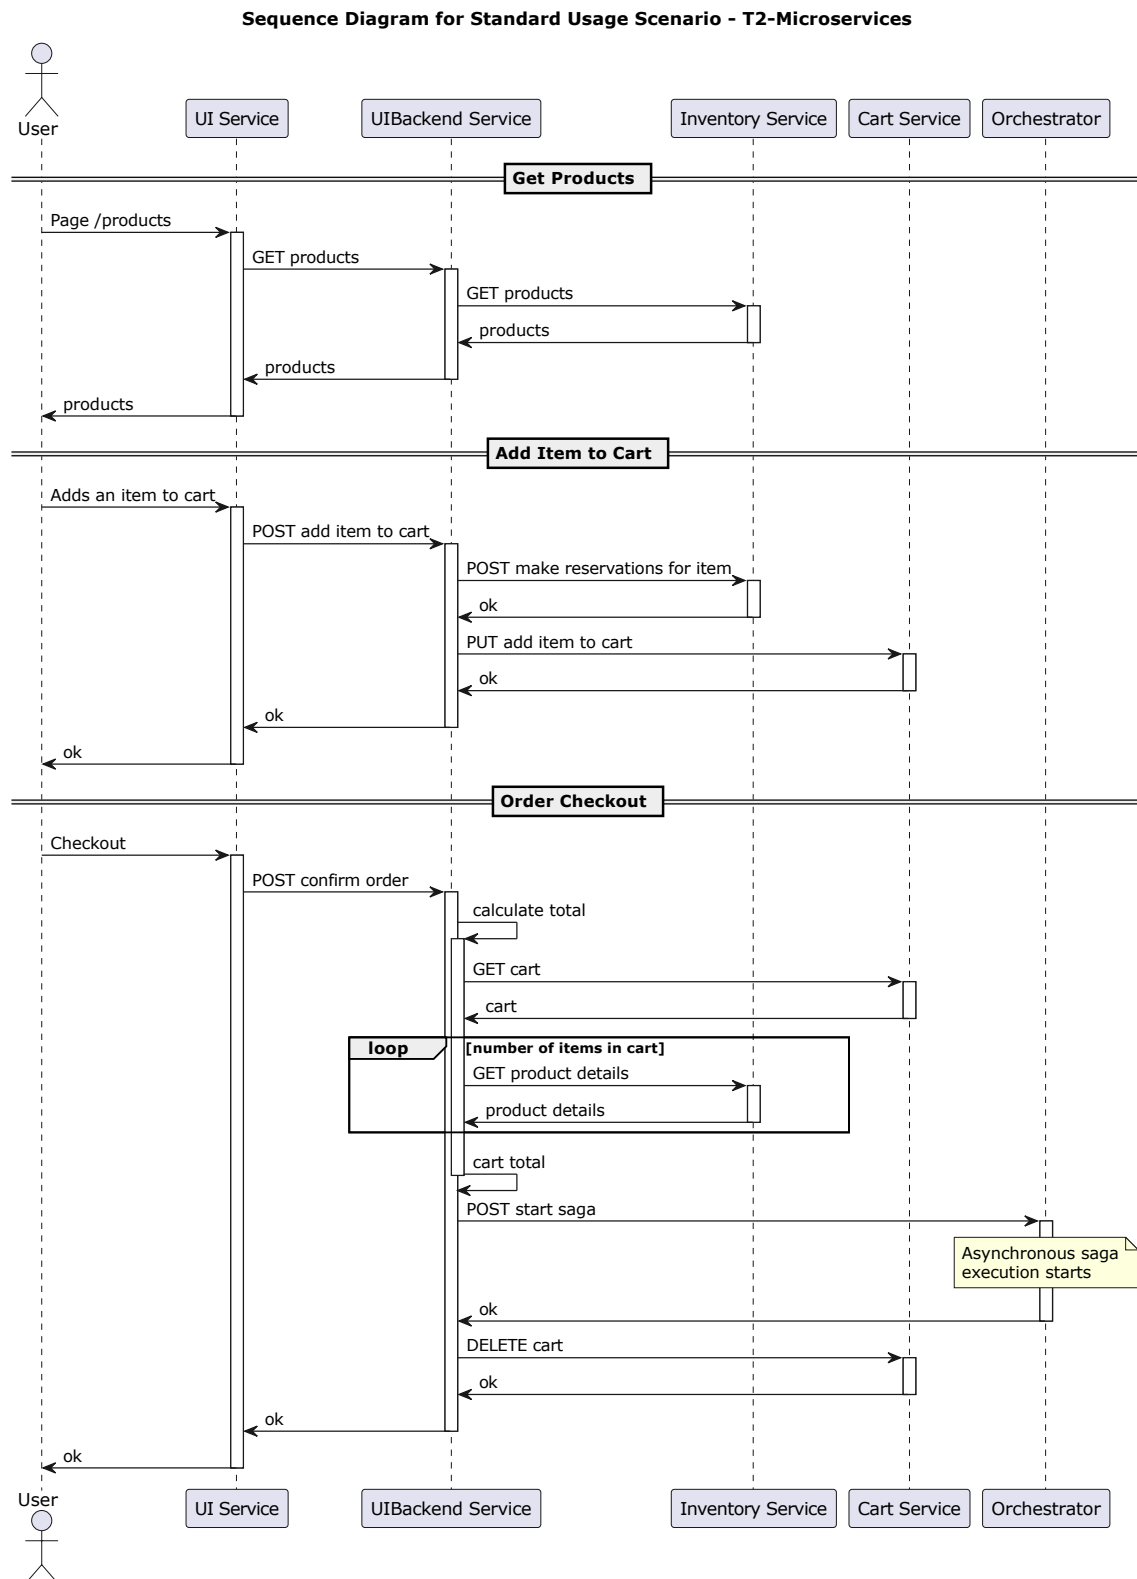 Sequence Diagram for Standard Usage Scenario - T2-Microservices
User
UI Service
UIBackend Service
Inventory Service
Cart Service
Orchestrator
Get Products
Page /products
GET products
GET products
products
products
products
Add Item to Cart
Adds an item to cart
POST add item to cart
POST make reservations for item
ok
PUT add item to cart
ok
ok
ok
Order Checkout
Checkout
POST confirm order
calculate total
GET cart
cart
loop
[number of items in cart]
GET product details
product details
cart total
POST start saga
Asynchronous saga
execution starts
ok
DELETE cart
ok
ok
ok
User
UI Service
UIBackend Service
Inventory Service
Cart Service
Orchestrator